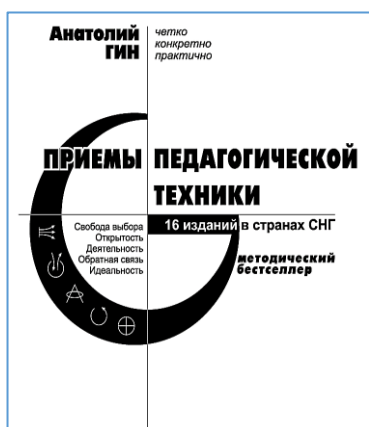 Анатолий
ГИН
четко
конкретно
практично
ПРИЕМЫ ПЕДАГОГИЧЕСКОЙ
ТЕХНИКИ
Свобода выбора
Открытость
Деятельность
Обратная связь
Идеальность
16 изданий в странах СНГ
методический
бестселлер